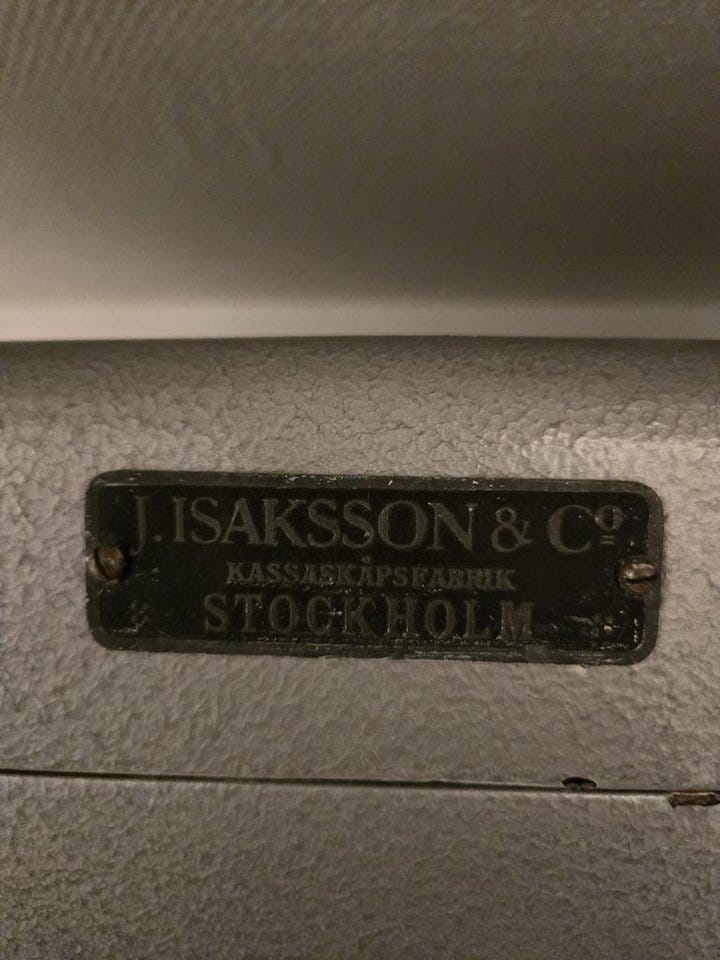 J. ISAKSSON & Cº
KASSASKÅPSFABRIK
STOCKHOLM